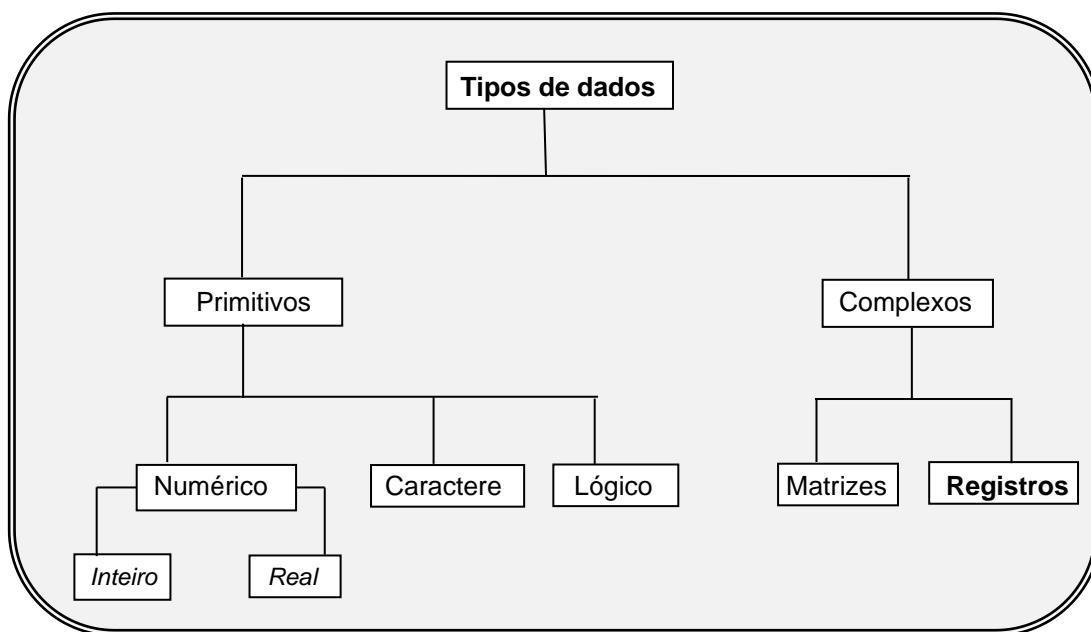 Tipos de dados
Primitivos
Complexos
Numérico
Caractere
Lógico
Matrizes
Registros
Inteiro
Real